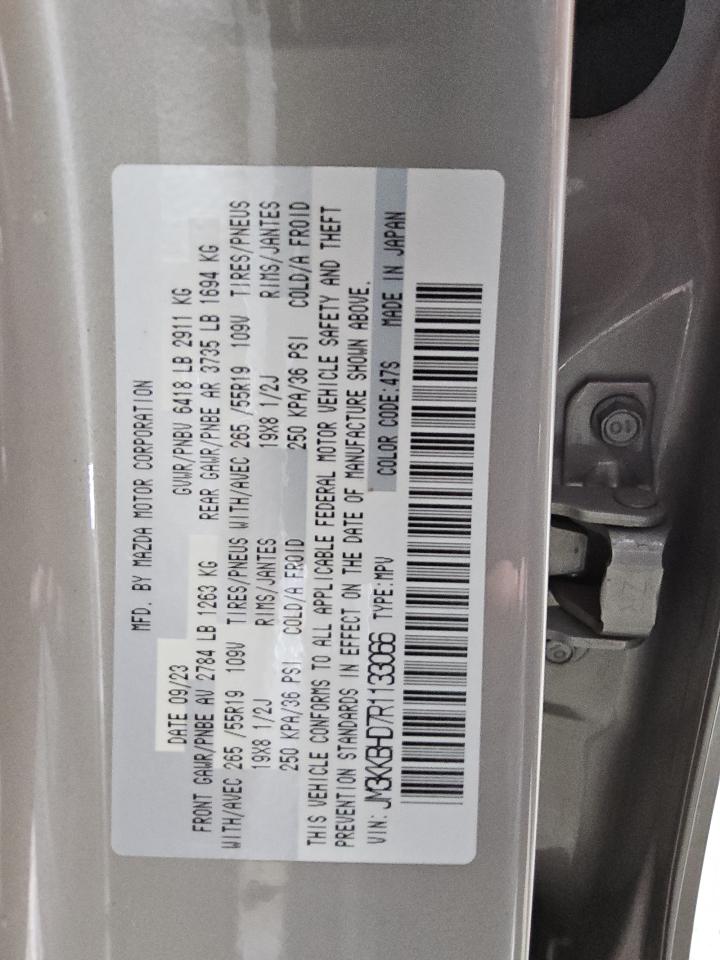 MFD. BY MAZDA MOTOR CORPORATION
DATE 09/23 GVWR/PNBV 6418 LB 2911 KG
FRONT GAWR/PNBE AV 2784 LB 1263 KG REAR GAWR/PNBE AR 3735 LB 1694 KG
WITH/AVEC 265 /55R19 109V TIRES/PNEUS WITH/AVEC 265 /55R19 109V TIRES/PNEUS
19X8 1/2J RIMS/JANTES 19X8 1/2J RIMS/JANTES
250 KPA/36 PSI COLD/A FROID 250 KPA/36 PSI COLD/A FROID
THIS VEHICLE CONFORMS TO ALL APPLICABLE FEDERAL MOTOR VEHICLE SAFETY AND THEFT
PREVENTION STANDARDS IN EFFECT ON THE DATE OF MANUFACTURE SHOWN ABOVE.
VIN: JM3KKBHD7R1133066 TYPE:MPV COLOR CODE:47S MADE IN JAPAN